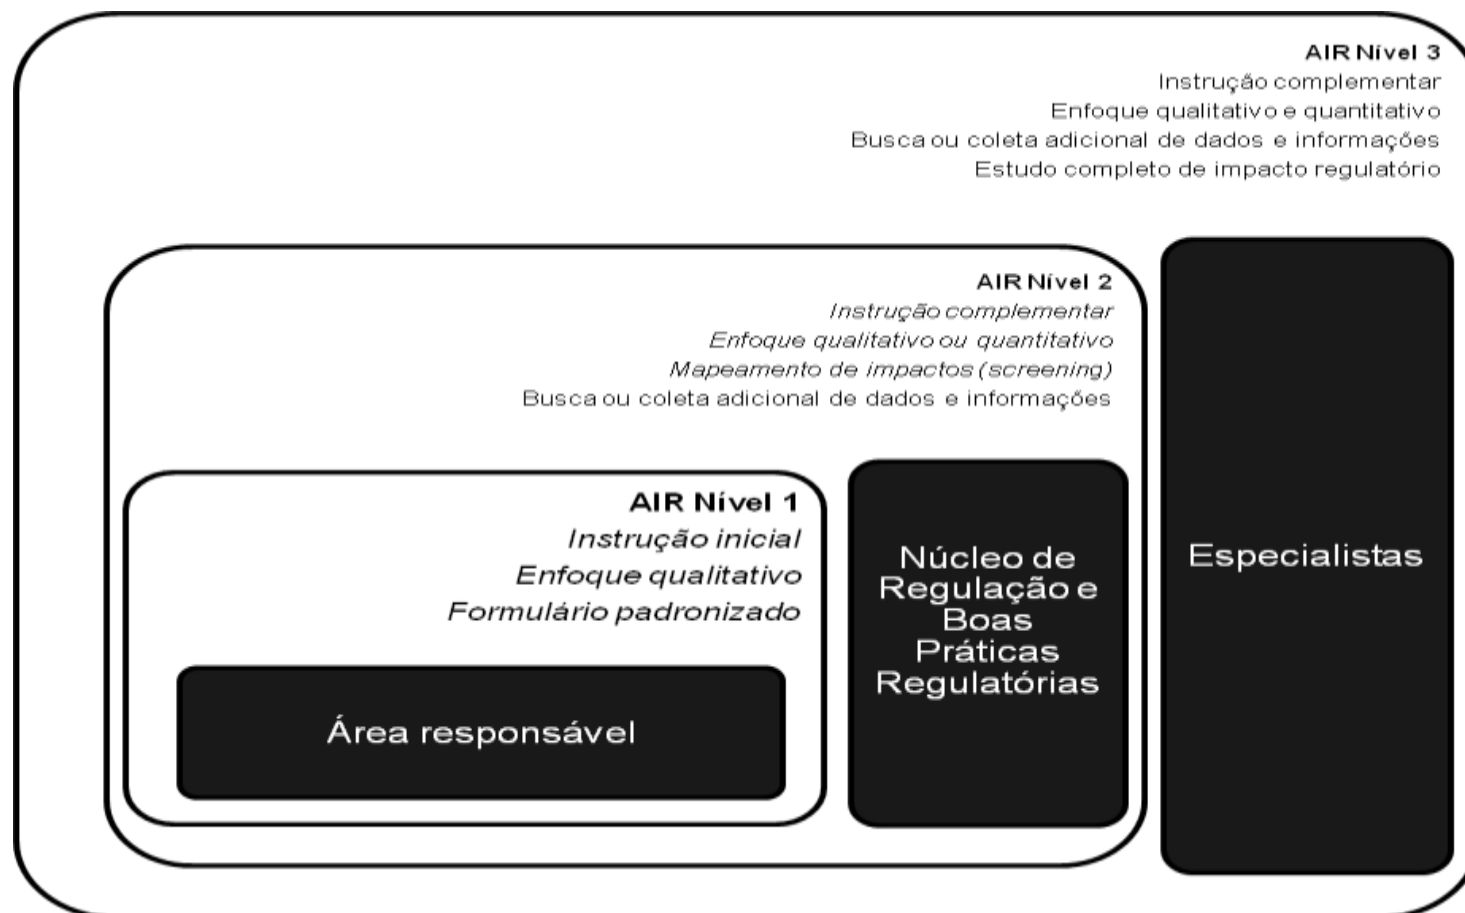 AIR Nível 3
Instrução complementar
Enfoque qualitativo e quantitativo
Busca ou coleta adicional de dados e informações
Estudo completo de impacto regulatório
AIR Nível 2
Instrução complementar
Enfoque qualitativo ou quantitativo
Mapeamento de impactos (screening)
Busca ou coleta adicional de dados e informações
AIR Nível 1
Instrução inicial
Enfoque qualitativo
Formulário padronizado
Área responsável
Núcleo de
Regulação e
Boas
Práticas
Regulatórias
Especialistas